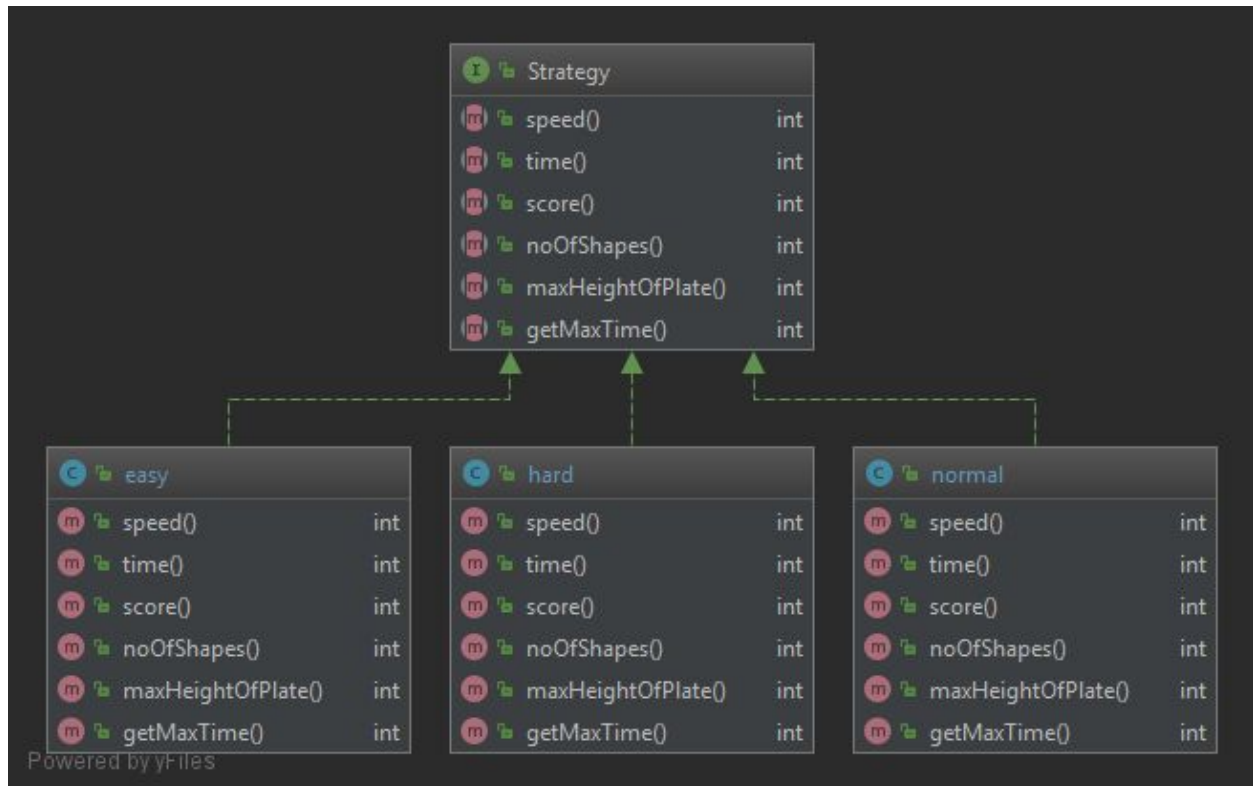 Strategy
speed() int
time() int
score() int
noOfShapes() int
maxHeightOfPlate() int
getMaxTime() int
easy
speed() int
time() int
score() int
noOfShapes() int
maxHeightOfPlate() int
getMaxTime() int
hard
speed() int
time() int
score() int
noOfShapes() int
maxHeightOfPlate() int
getMaxTime() int
normal
speed() int
time() int
score() int
noOfShapes() int
maxHeightOfPlate() int
getMaxTime() int
Powered by yFiles